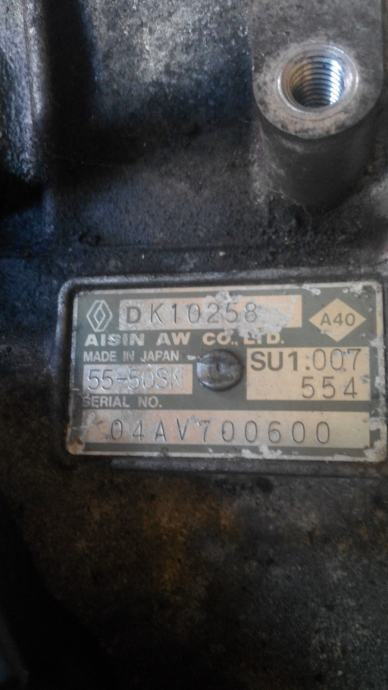 DK10258
A40
AISIN AW CO.,LTD.
MADE IN JAPAN
SU1:007
55-50SN
554
SERIAL NO.
04AV700600